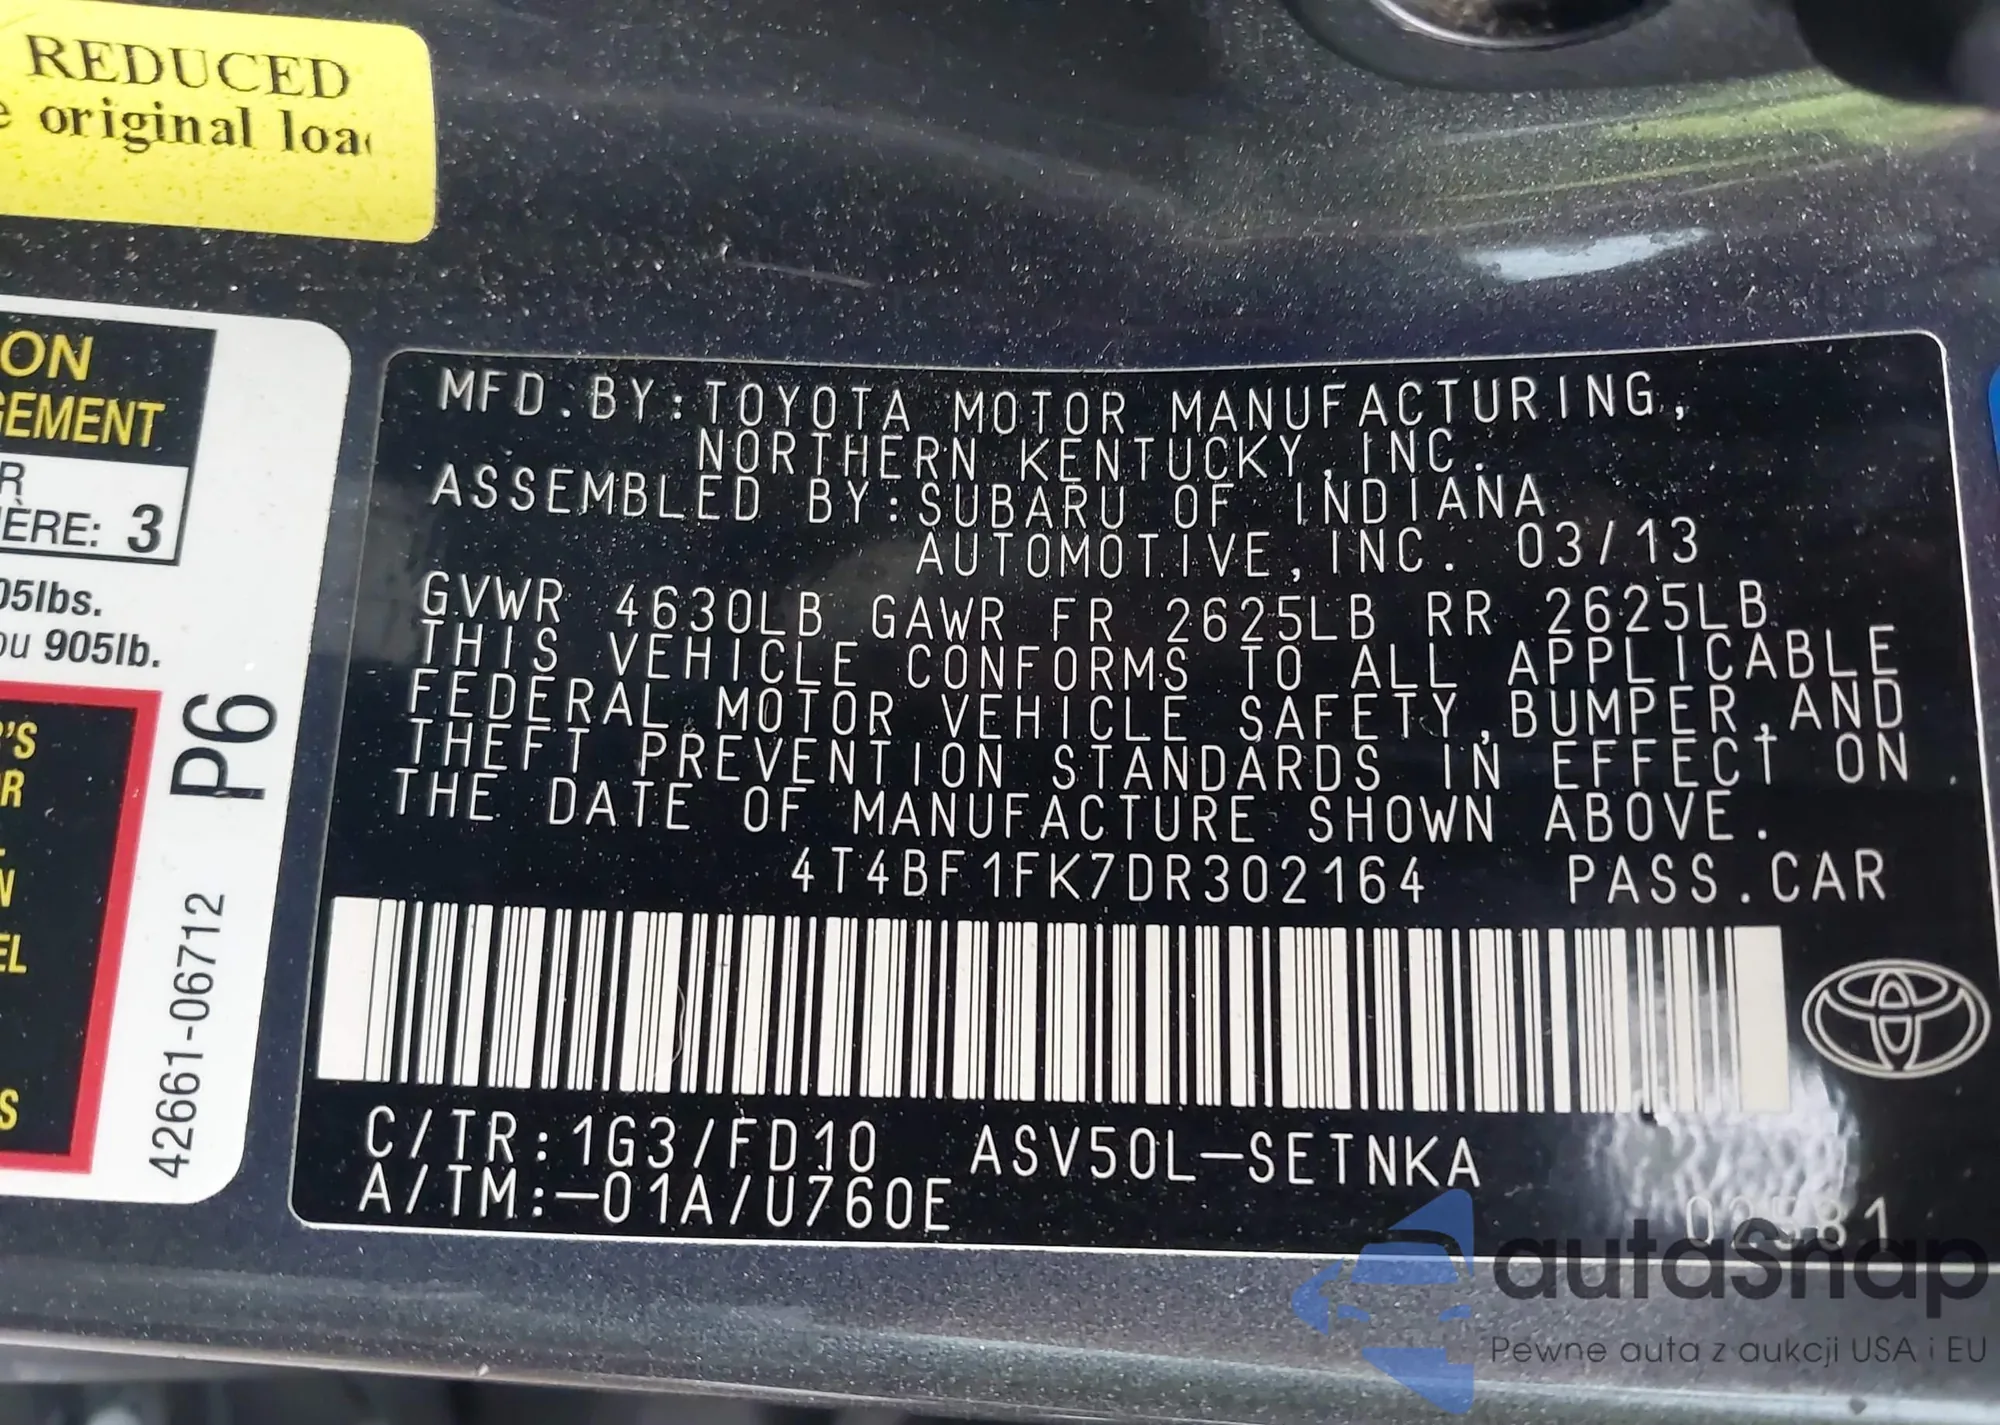 REDUCED
e original loa
ON
GEMENT
R
ÈRE: 3
05lbs.
ou 905lb.
'S
OR
N
EL
S
P6
42661-06712
MFD.BY:TOYOTA MOTOR MANUFACTURING,
NORTHERN KENTUCKY, INC.
ASSEMBLED BY:SUBARU OF INDIANA
AUTOMOTIVE, INC. 03/13
GVWR 4630LB GAWR FR 2625LB RR 2625LB
THIS VEHICLE CONFORMS TO ALL APPLICABLE
FEDERAL MOTOR VEHICLE SAFETY,BUMPER,AND
THEFT PREVENTION STANDARDS IN EFFECT ON
THE DATE OF MANUFACTURE SHOWN ABOVE.
4T4BF1FK7DR302164 PASS.CAR
C/TR:1G3/FD10 ASV50L-SETNKA
A/TM:-01A/U760E
02581
autosnap
Pewne auta z aukcji USA i EU